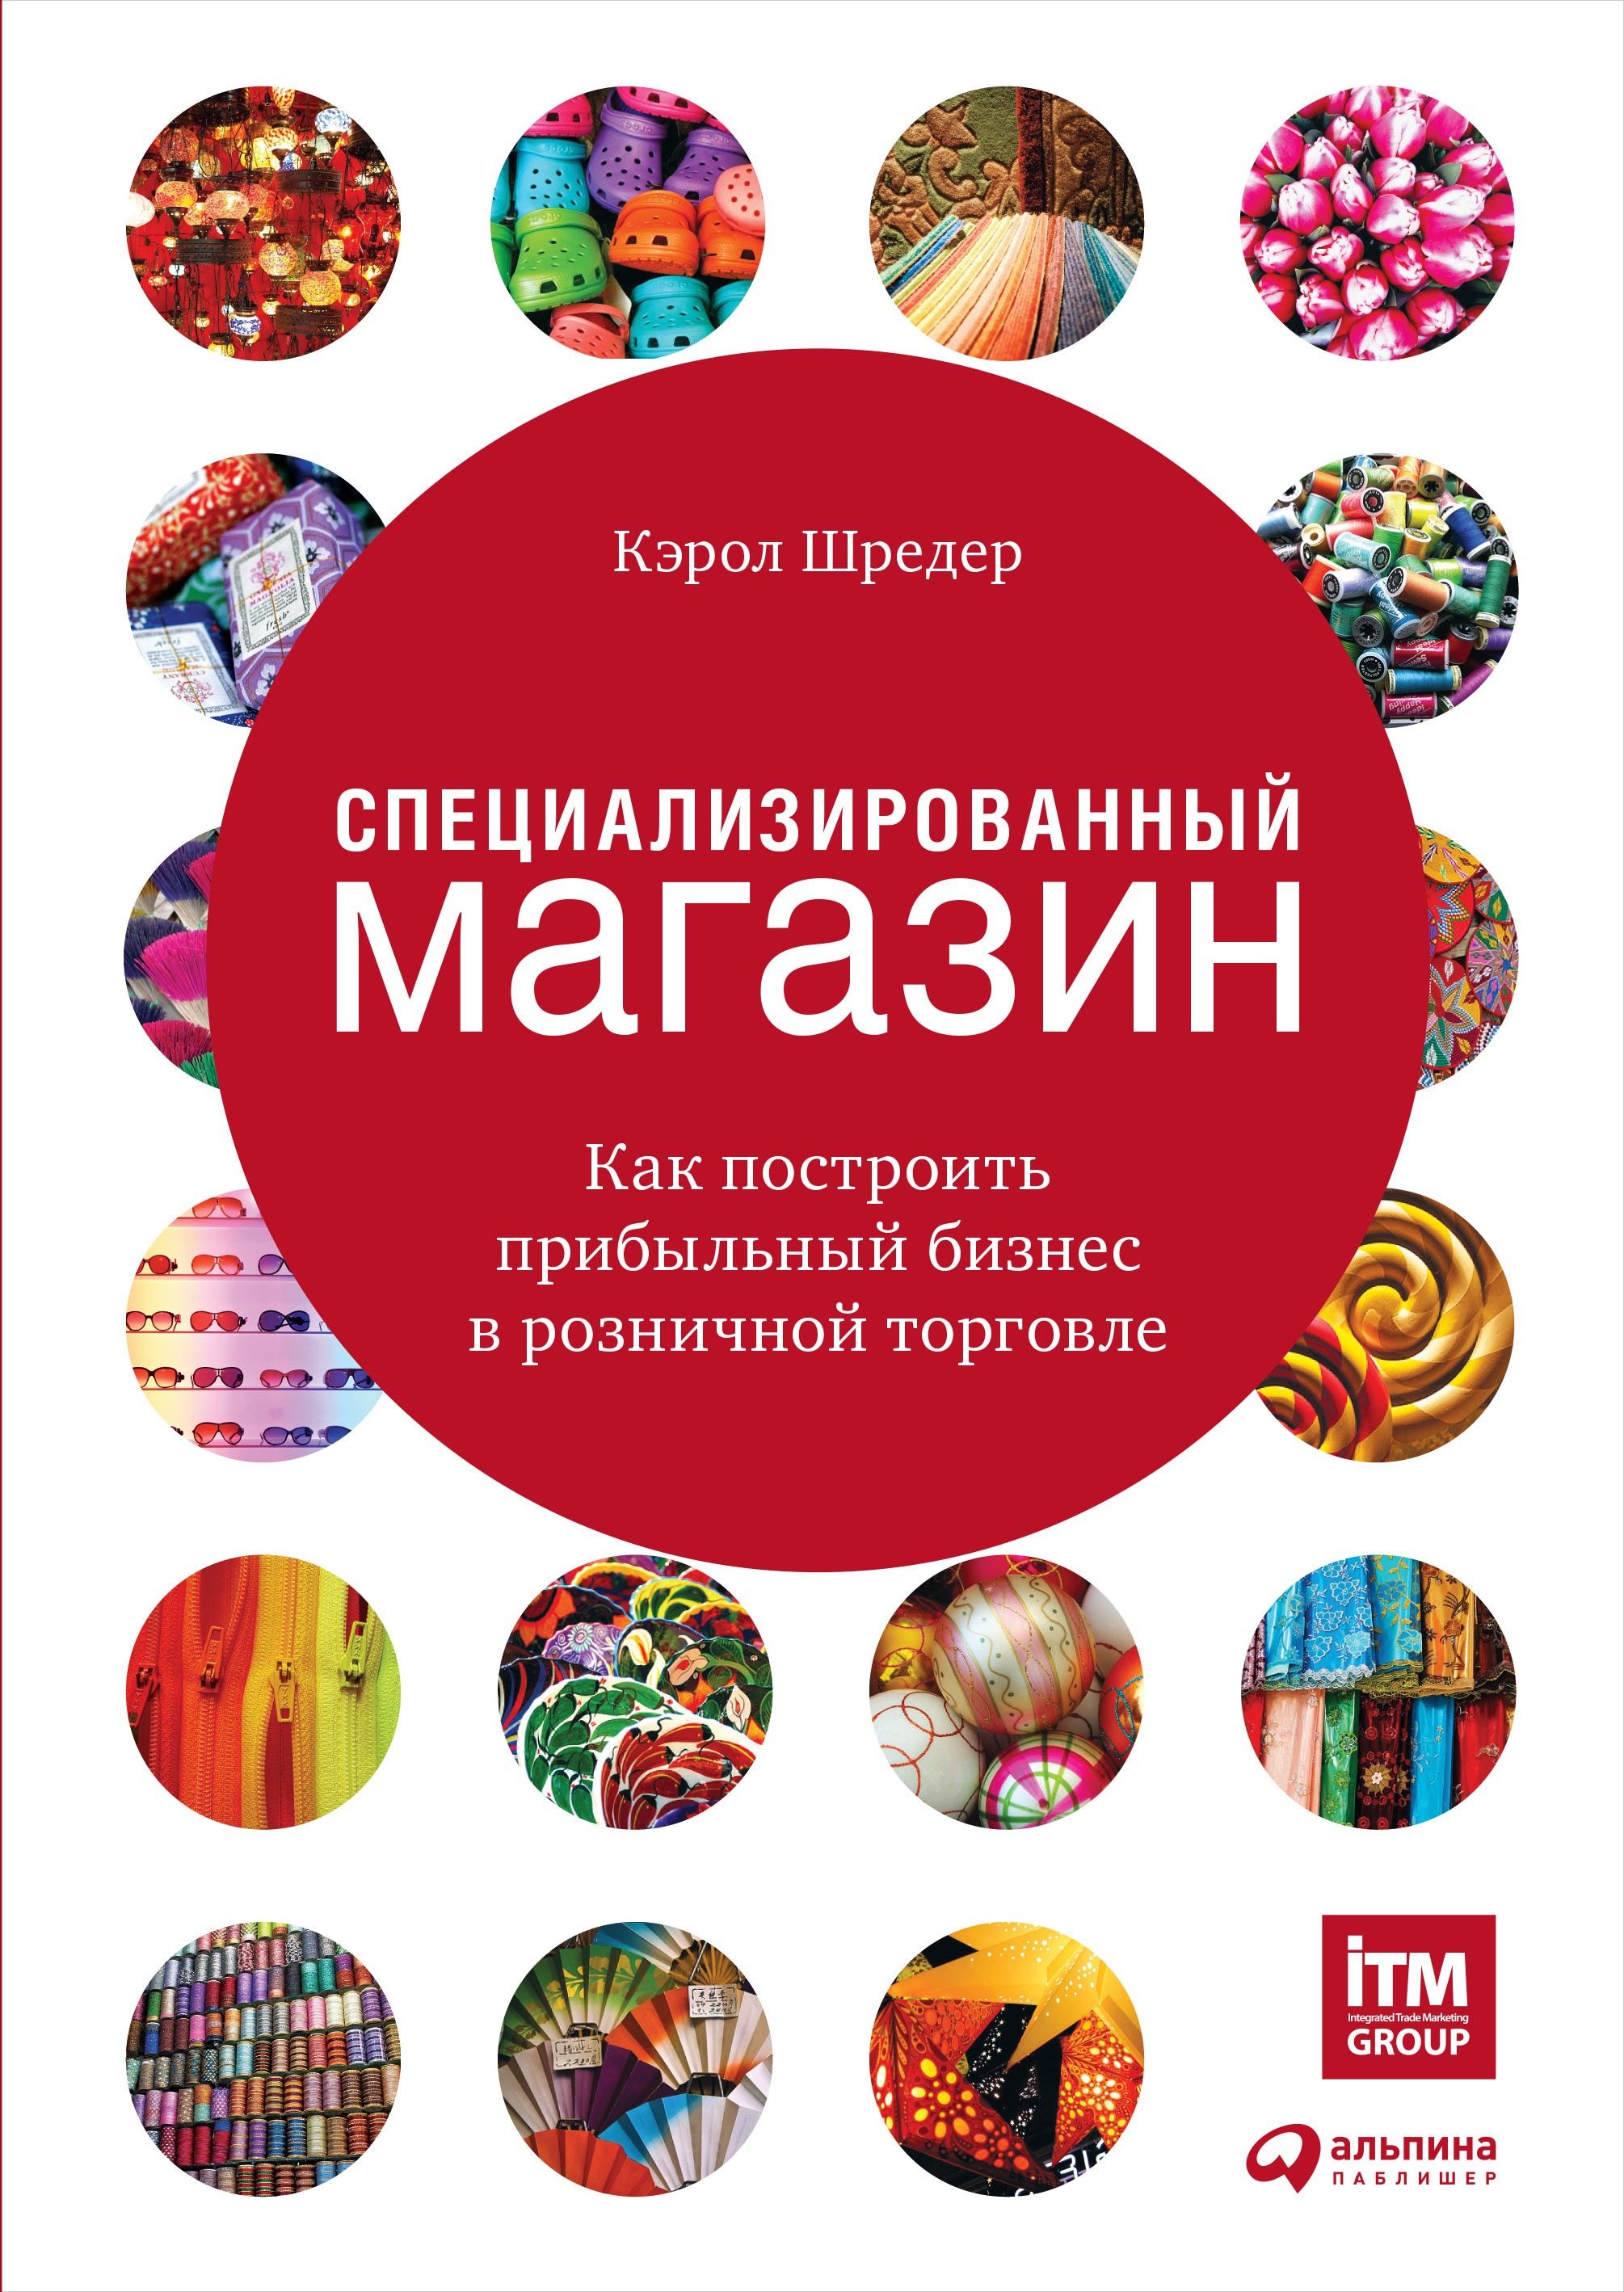 Кэрол Шредер
СПЕЦИАЛИЗИРОВАННЫЙ
магазин
Как построить
прибыльный бизнес
в розничной торговле
iTM
Integrated Trade Marketing
GROUP
альпина
ПАБЛИШЕР